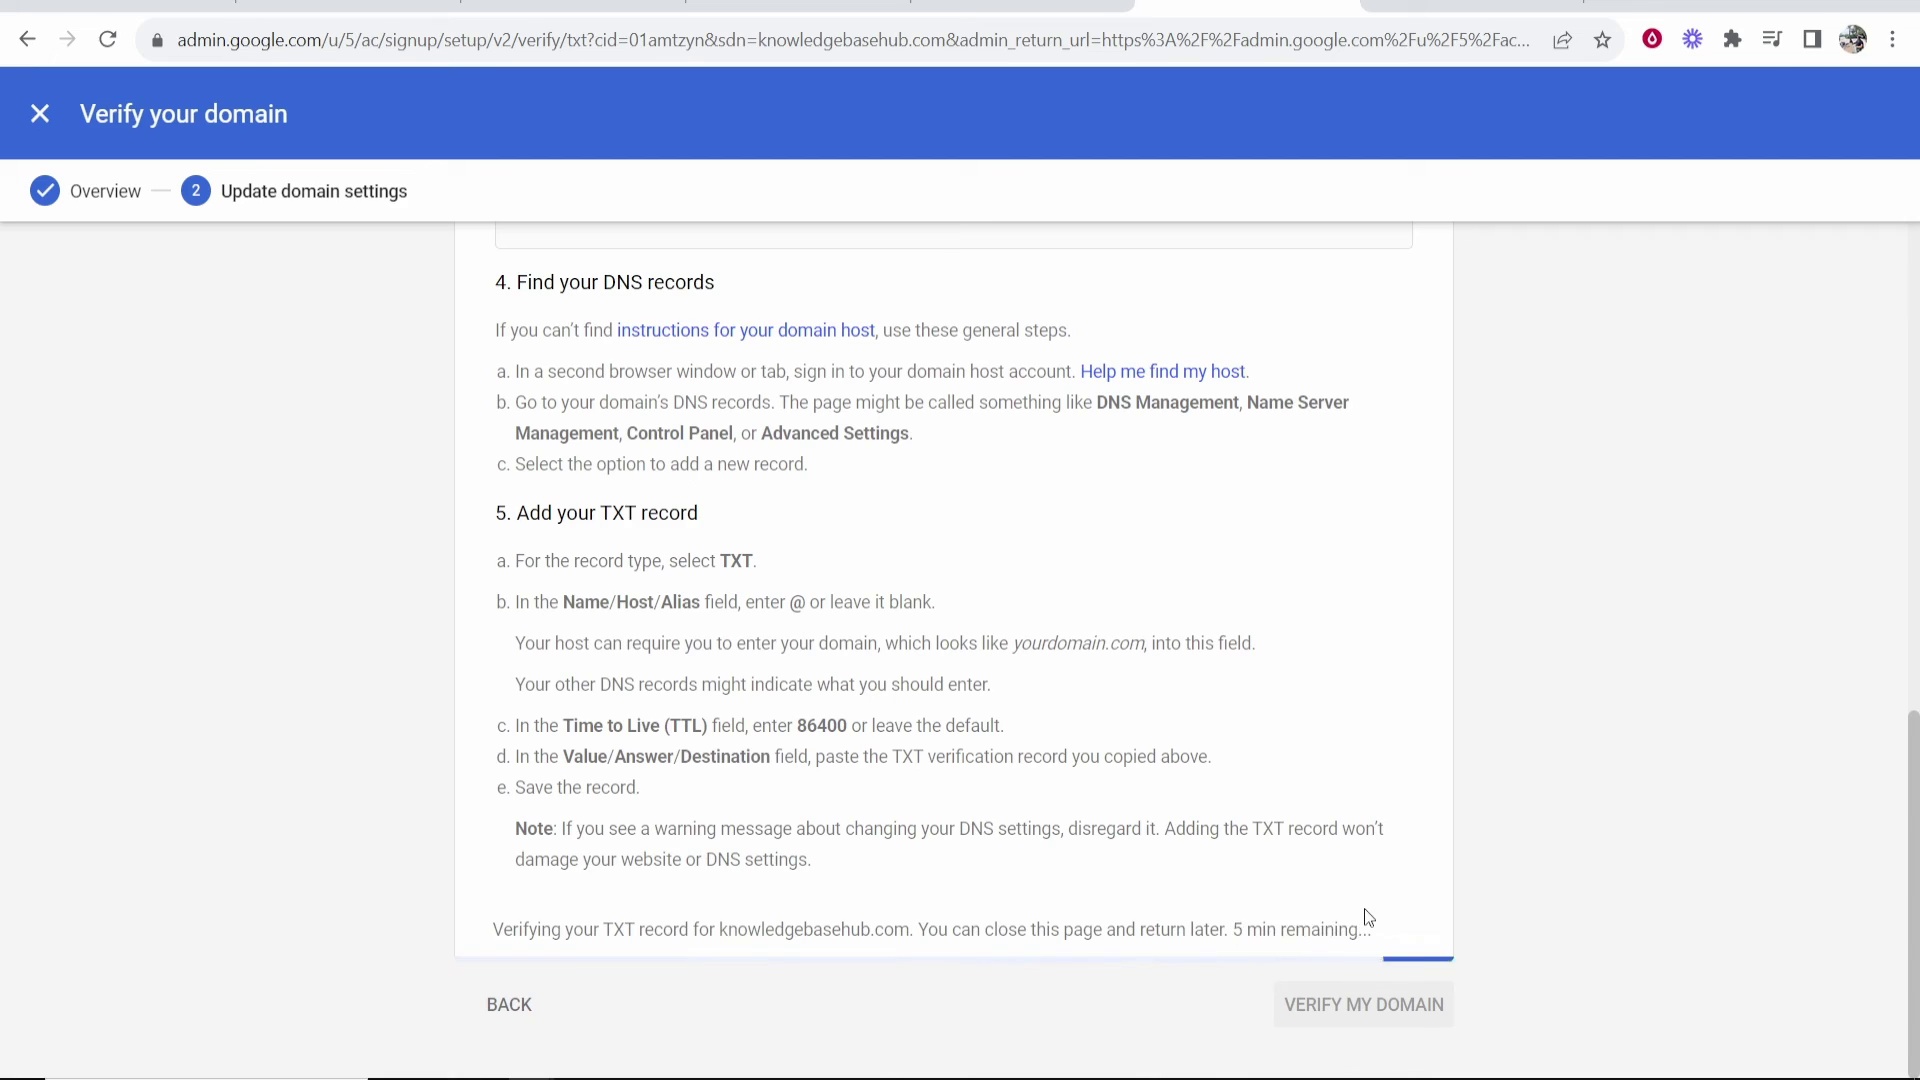 admin.google.com/u/5/ac/signup/setup/v2/verify/txt?cid=01amtzyn&sdn=knowledgebasehub.com&admin_return_url=https%3A%2F%2Fadmin.google.com%2Fu%2F5%2Fac...
Verify your domain
Overview
2 Update domain settings
4. Find your DNS records
If you can't find instructions for your domain host, use these general steps.
a. In a second browser window or tab, sign in to your domain host account. Help me find my host.
b. Go to your domain's DNS records. The page might be called something like DNS Management, Name Server
Management, Control Panel, or Advanced Settings.
c. Select the option to add a new record.
5. Add your TXT record
a. For the record type, select TXT.
b. In the Name/Host/Alias field, enter @ or leave it blank.
Your host can require you to enter your domain, which looks like yourdomain.com, into this field.
Your other DNS records might indicate what you should enter.
c. In the Time to Live (TTL) field, enter 86400 or leave the default.
d. In the Value/Answer/Destination field, paste the TXT verification record you copied above.
e. Save the record.
Note: If you see a warning message about changing your DNS settings, disregard it. Adding the TXT record won't
damage your website or DNS settings.
Verifying your TXT record for knowledgebasehub.com. You can close this page and return later. 5 min remaining...
BACK
VERIFY MY DOMAIN